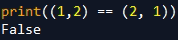 print((1,2) == (2, 1))
False